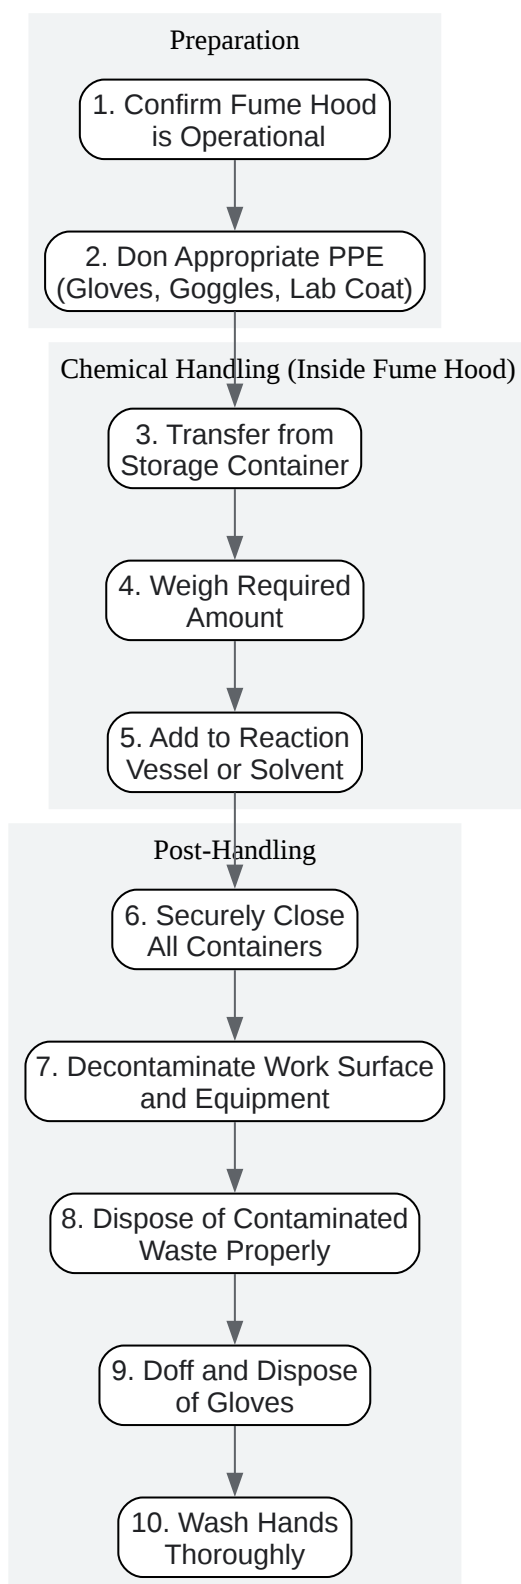 Preparation
1. Confirm Fume Hood
is Operational
2. Don Appropriate PPE
(Gloves, Goggles, Lab Coat)
Chemical Handling (Inside Fume Hood)
3. Transfer from
Storage Container
4. Weigh Required
Amount
5. Add to Reaction
Vessel or Solvent
Post-Handling
6. Securely Close
All Containers
7. Decontaminate Work Surface
and Equipment
8. Dispose of Contaminated
Waste Properly
9. Doff and Dispose
of Gloves
10. Wash Hands
Thoroughly